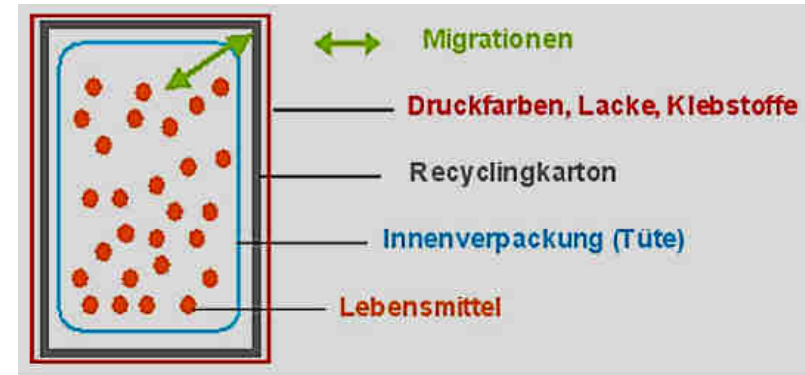 Migrationen
Druckfarben, Lacke, Klebstoffe
Recyclingkarton
Innenverpackung (Tüte)
Lebensmittel